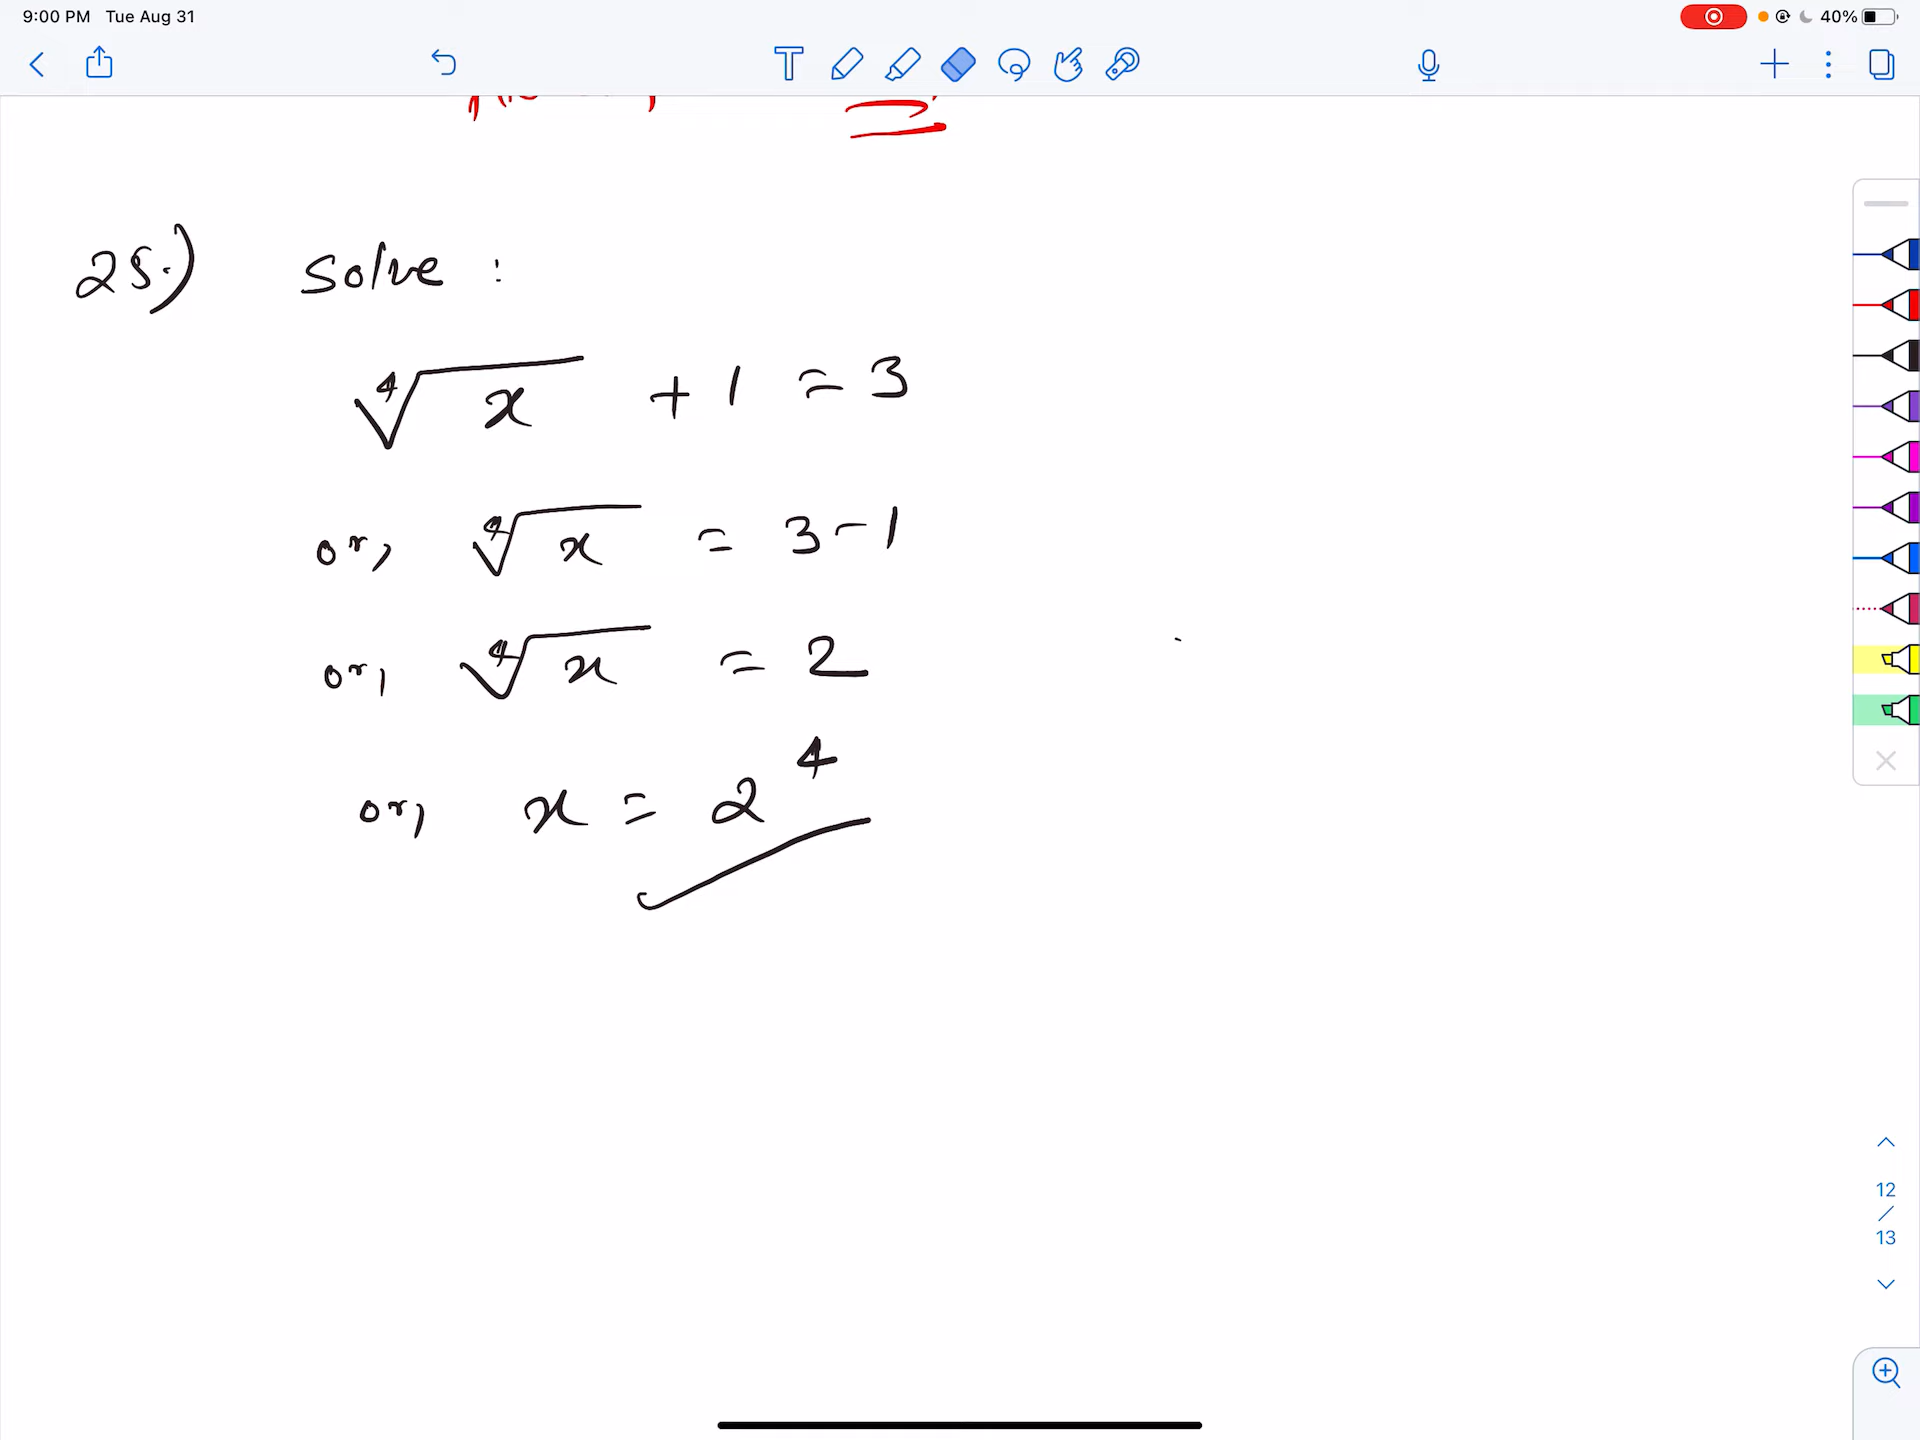 9:00 PM Tue Aug 31
40%
25.) Solve :
∜x + 1 = 3
or, ∜x = 3-1
or, ∜x = 2
or, x = 2⁴
12
/
13